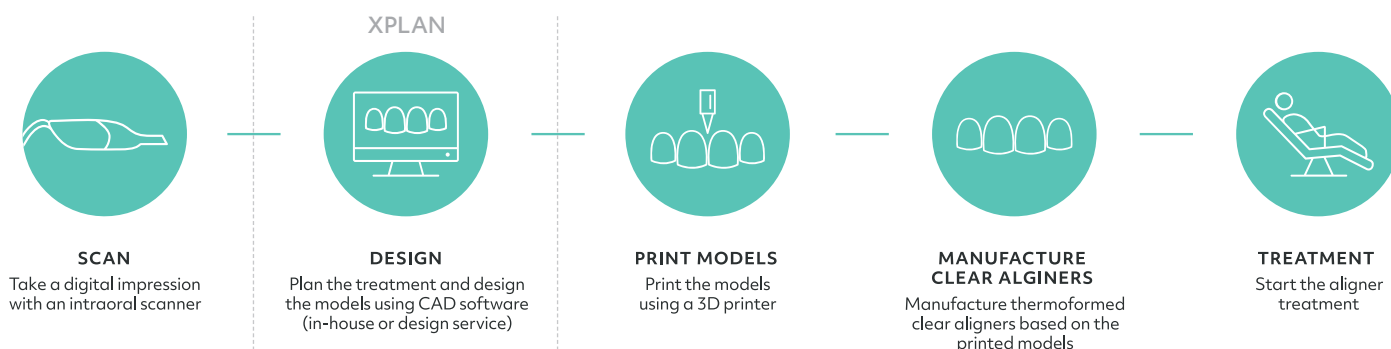 XPLAN
SCAN
Take a digital impression
with an intraoral scanner
DESIGN
Plan the treatment and design
the models using CAD software
(in-house or design service)
PRINT MODELS
Print the models
using a 3D printer
MANUFACTURE
CLEAR ALGINERS
Manufacture thermoformed
clear aligners based on the
printed models
TREATMENT
Start the aligner
treatment